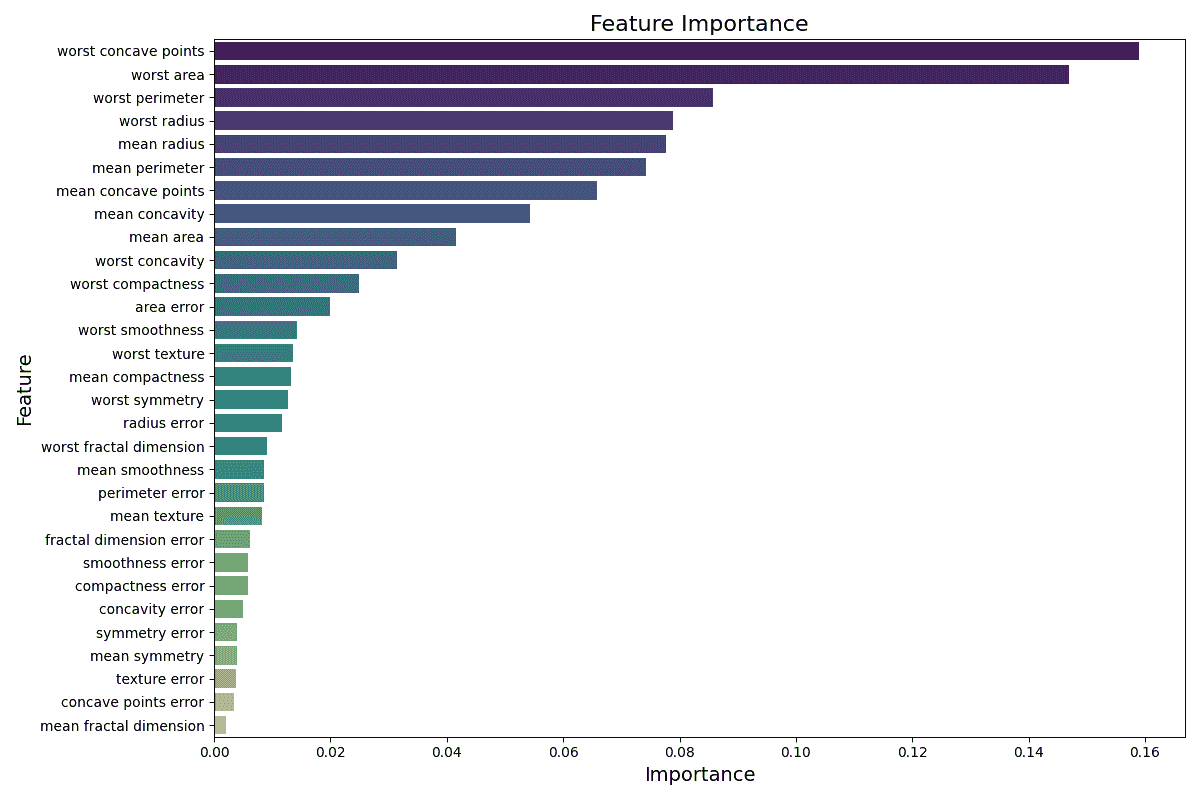 Feature Importance
worst concave points
worst area
worst perimeter
worst radius
mean radius
mean perimeter
mean concave points
mean concavity
mean area
worst concavity
worst compactness
area error
worst smoothness
worst texture
mean compactness
worst symmetry
radius error
worst fractal dimension
mean smoothness
perimeter error
mean texture
fractal dimension error
smoothness error
compactness error
concavity error
symmetry error
mean symmetry
texture error
concave points error
mean fractal dimension
Feature
0.00 0.02 0.04 0.06 0.08 0.10 0.12 0.14 0.16
Importance